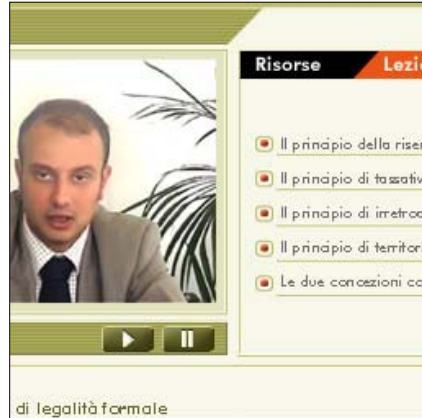 Risorse
Lezi
Il principio della riser
Il principio di tassativ
Il principio di irretroa
Il principio di territori
Le due concezioni co
di legalità formale